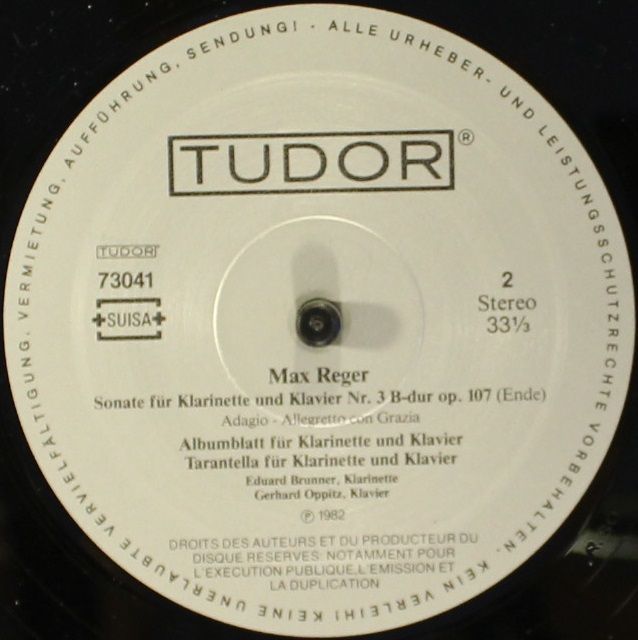 ALLE URHEBER- UND LEISTUNGSSCHUTZRECHTE VORBEHALTEN. KEIN VERLEIH! KEINE UNERLAUBTE VERVIELFÄLTIGUNG, VERMIETUNG, AUFFÜHRUNG, SENDUNG! -
TUDOR®
TUDOR
73041
SUISA
2
Stereo
33⅓
Max Reger
Sonate für Klarinette und Klavier Nr. 3 B-dur op. 107 (Ende)
Adagio - Allegretto con Grazia
Albumblatt für Klarinette und Klavier
Tarantella für Klarinette und Klavier
Eduard Brunner, Klarinette
Gerhard Oppitz, Klavier
℗ 1982
DROITS DES AUTEURS ET DU PRODUCTEUR DU
DISQUE RESERVES: NOTAMMENT POUR
L'EXECUTION PUBLIQUE, L'EMISSION ET
LA DUPLICATION